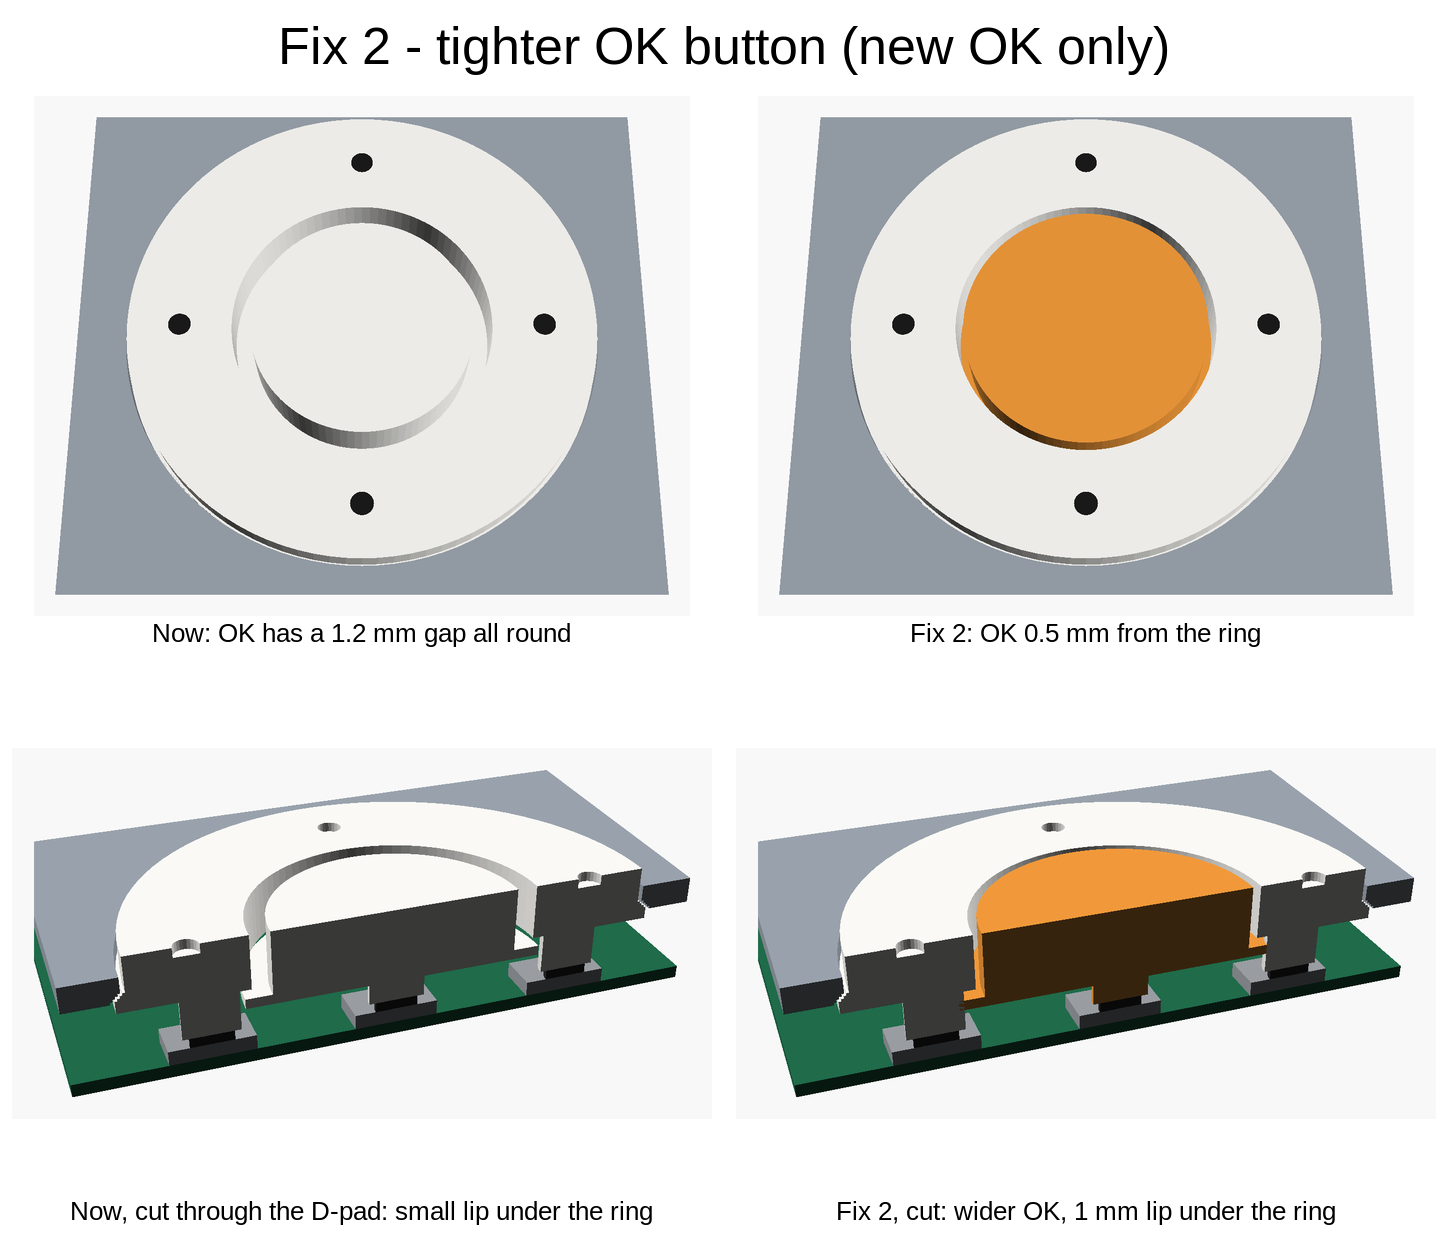 Fix 2 - tighter OK button (new OK only)
Now: OK has a 1.2 mm gap all round
Fix 2: OK 0.5 mm from the ring
Now, cut through the D-pad: small lip under the ring
Fix 2, cut: wider OK, 1 mm lip under the ring